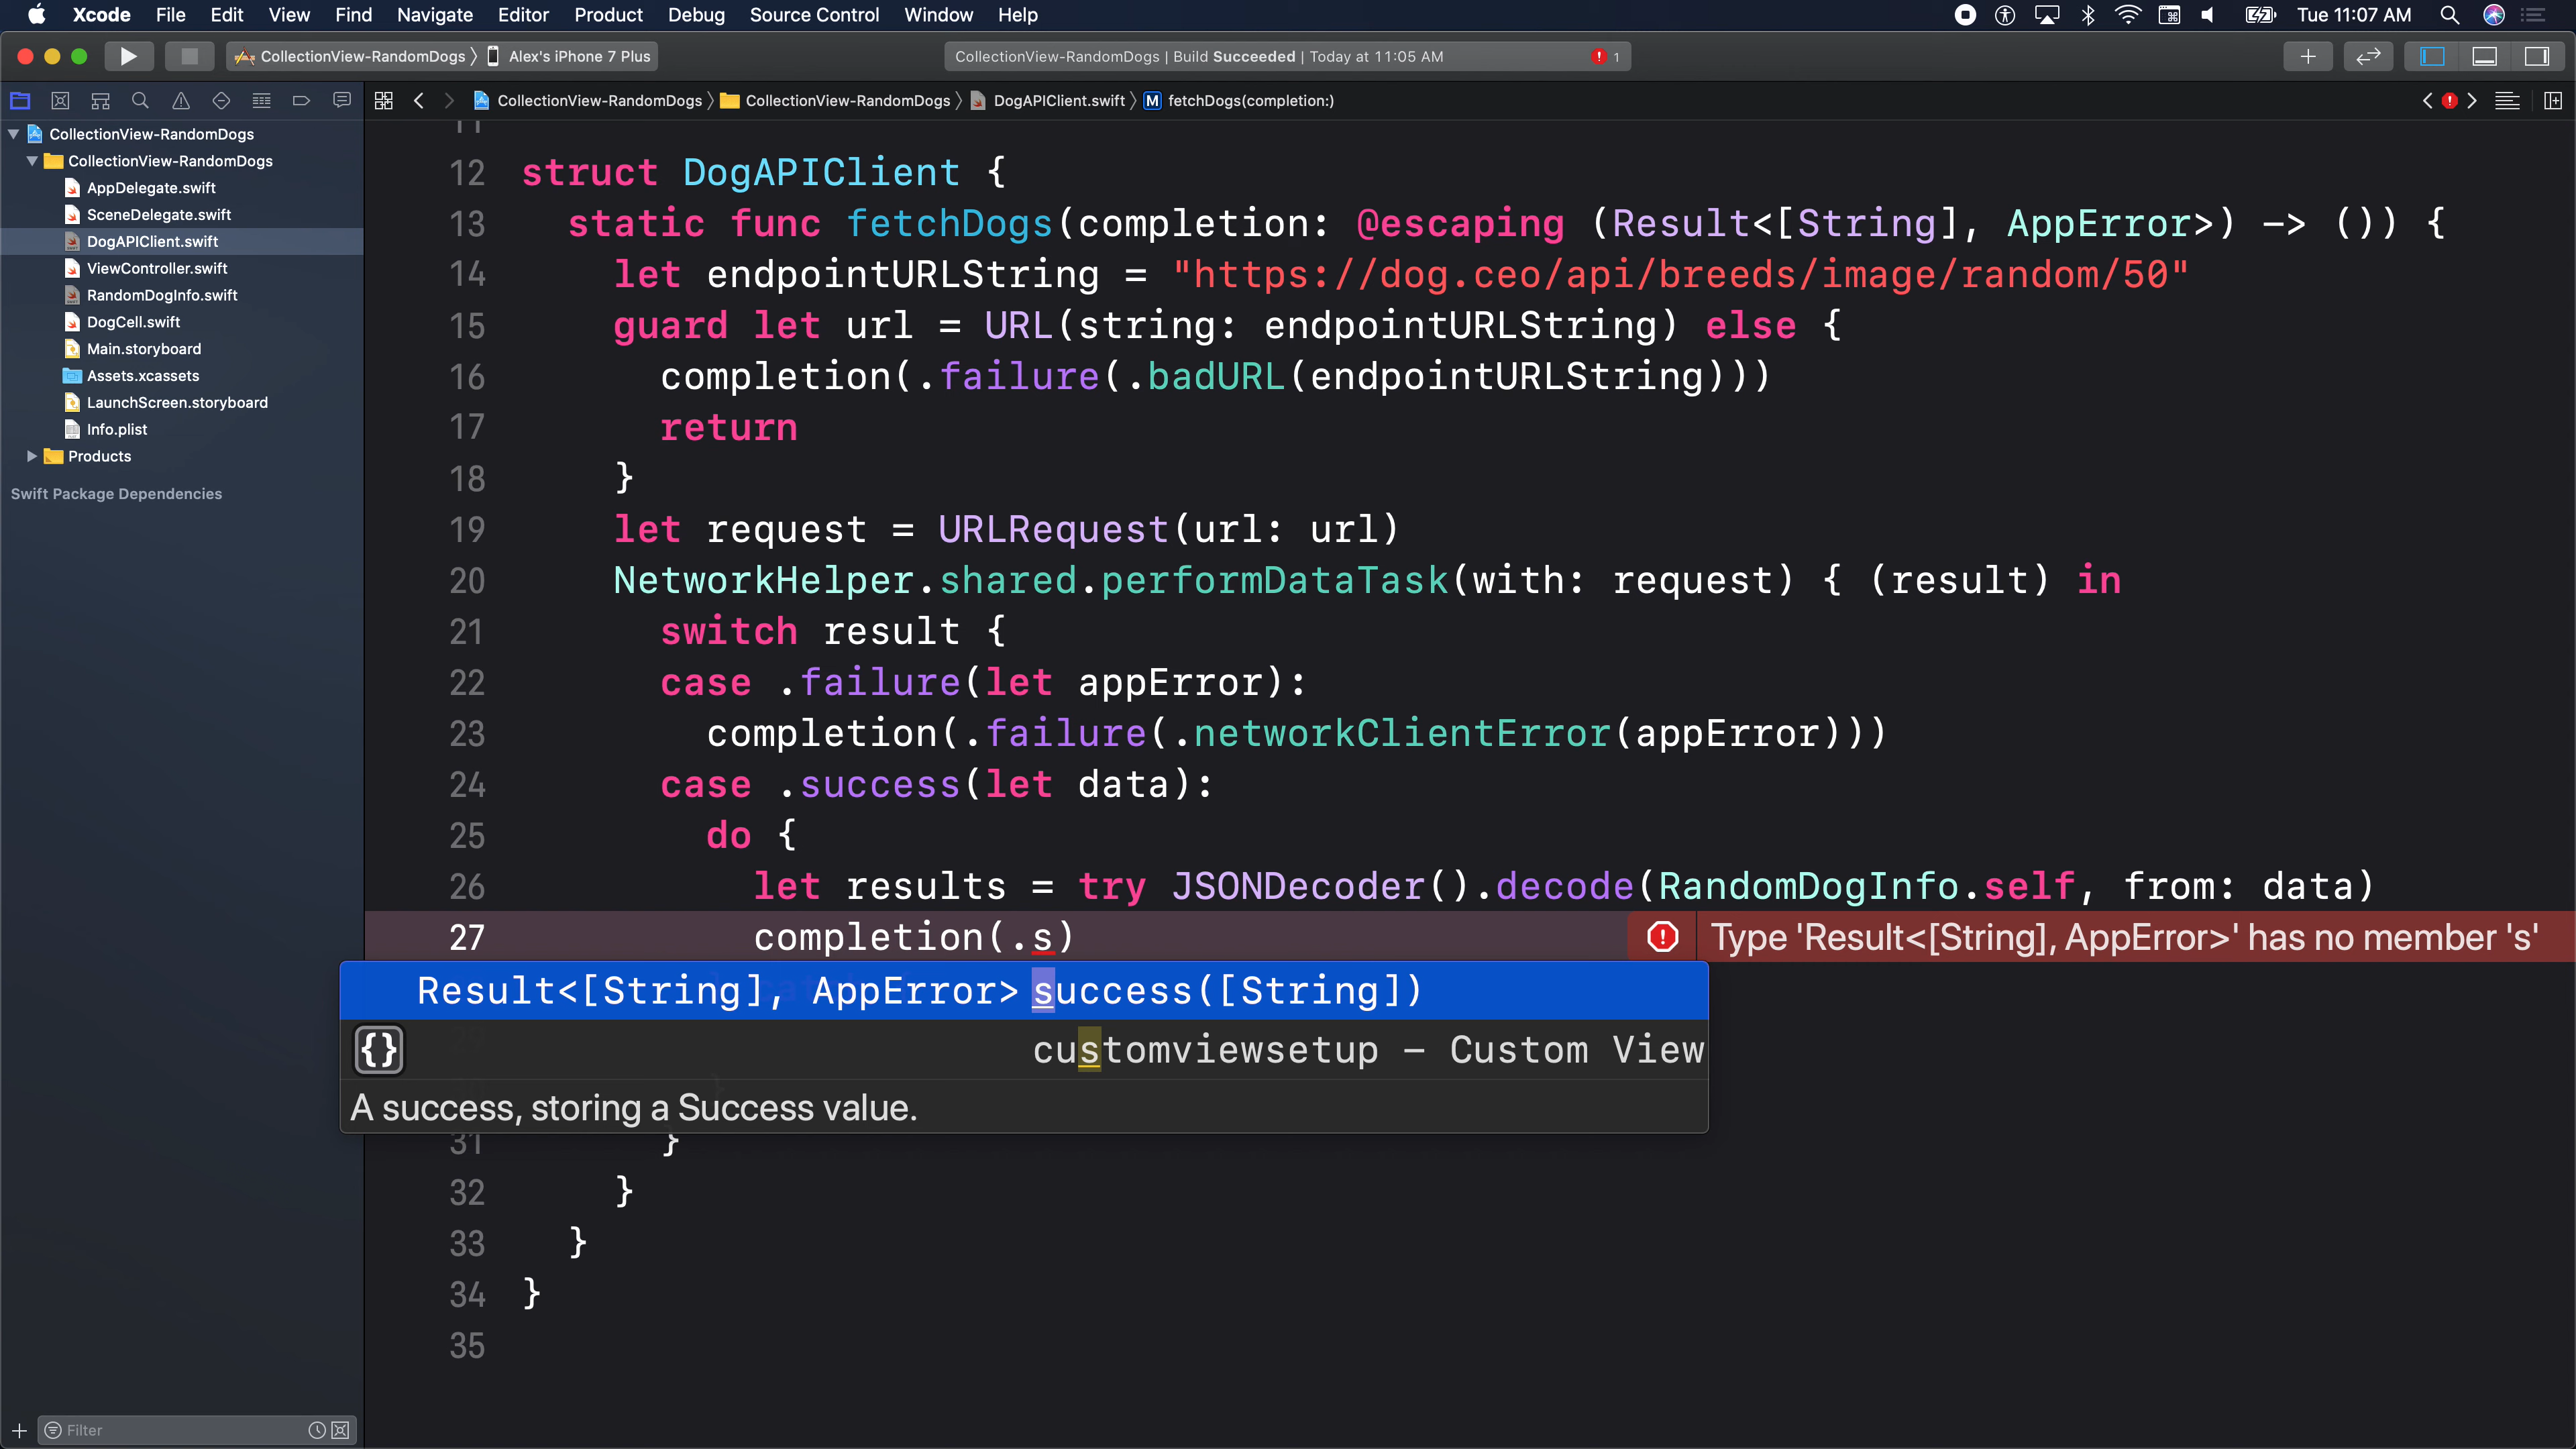 Xcode File Edit View Find Navigate Editor Product Debug Source Control Window Help Tue 11:07 AM
CollectionView-RandomDogs 〉 Alex's iPhone 7 Plus
CollectionView-RandomDogs | Build Succeeded | Today at 11:05 AM 1
CollectionView-RandomDogs 〉 CollectionView-RandomDogs 〉 DogAPIClient.swift 〉 M fetchDogs(completion:)
CollectionView-RandomDogs
CollectionView-RandomDogs
AppDelegate.swift
SceneDelegate.swift
DogAPIClient.swift
ViewController.swift
RandomDogInfo.swift
DogCell.swift
Main.storyboard
Assets.xcassets
LaunchScreen.storyboard
Info.plist
Products
Swift Package Dependencies
Filter
11
12 struct DogAPIClient {
13 static func fetchDogs(completion: @escaping (Result<[String], AppError>) -> ()) {
14 let endpointURLString = "https://dog.ceo/api/breeds/image/random/50"
15 guard let url = URL(string: endpointURLString) else {
16 completion(.failure(.badURL(endpointURLString)))
17 return
18 }
19 let request = URLRequest(url: url)
20 NetworkHelper.shared.performDataTask(with: request) { (result) in
21 switch result {
22 case .failure(let appError):
23 completion(.failure(.networkClientError(appError)))
24 case .success(let data):
25 do {
26 let results = try JSONDecoder().decode(RandomDogInfo.self, from: data)
27 completion(.s) Type 'Result<[String], AppError>' has no member 's'
Result<[String], AppError> success([String])
{} customviewsetup – Custom View
A success, storing a Success value.
31 }
32 }
33 }
34 }
35